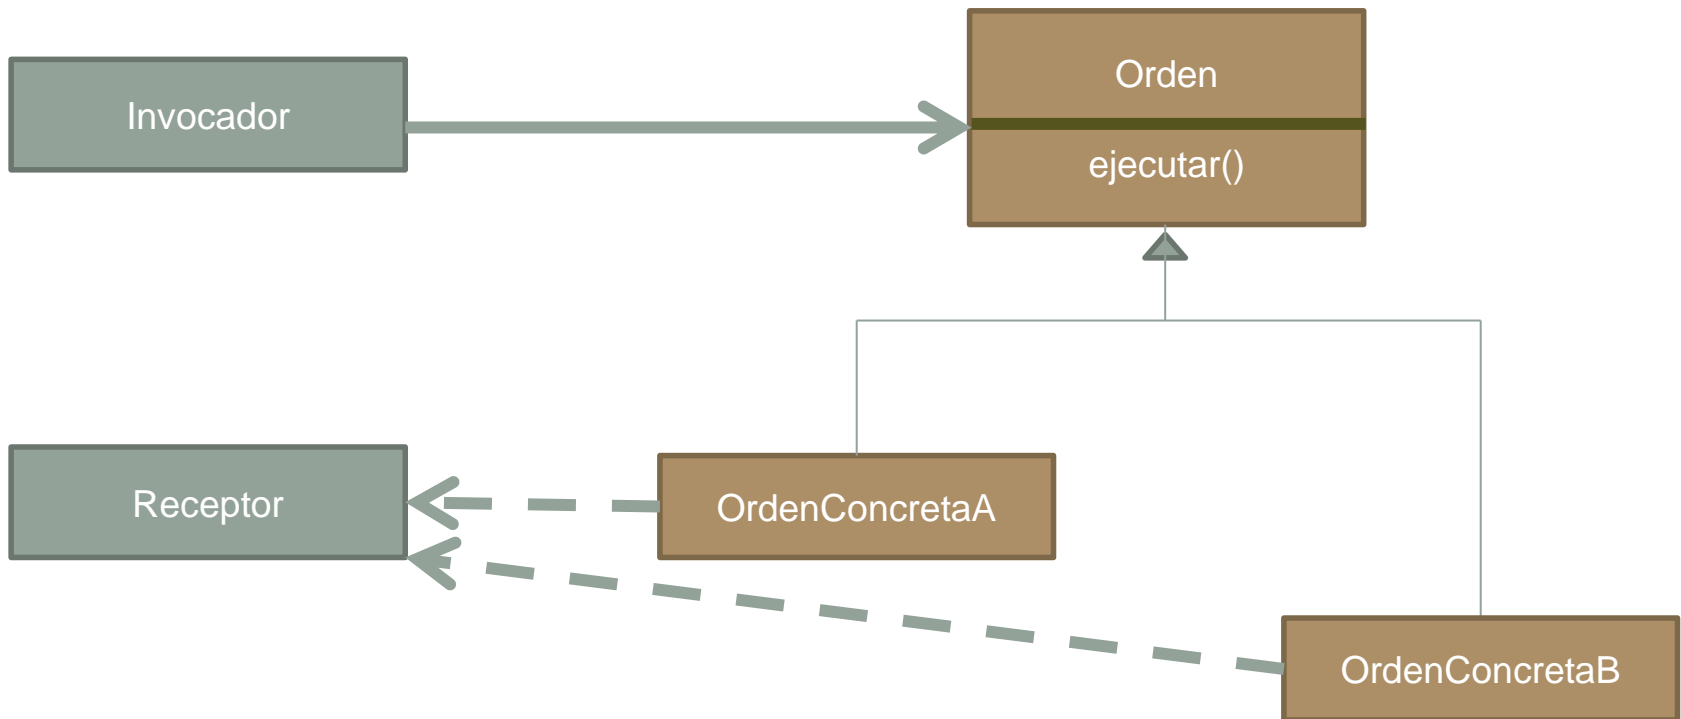 Invocador
Orden
ejecutar()
Receptor
OrdenConcretaA
OrdenConcretaB